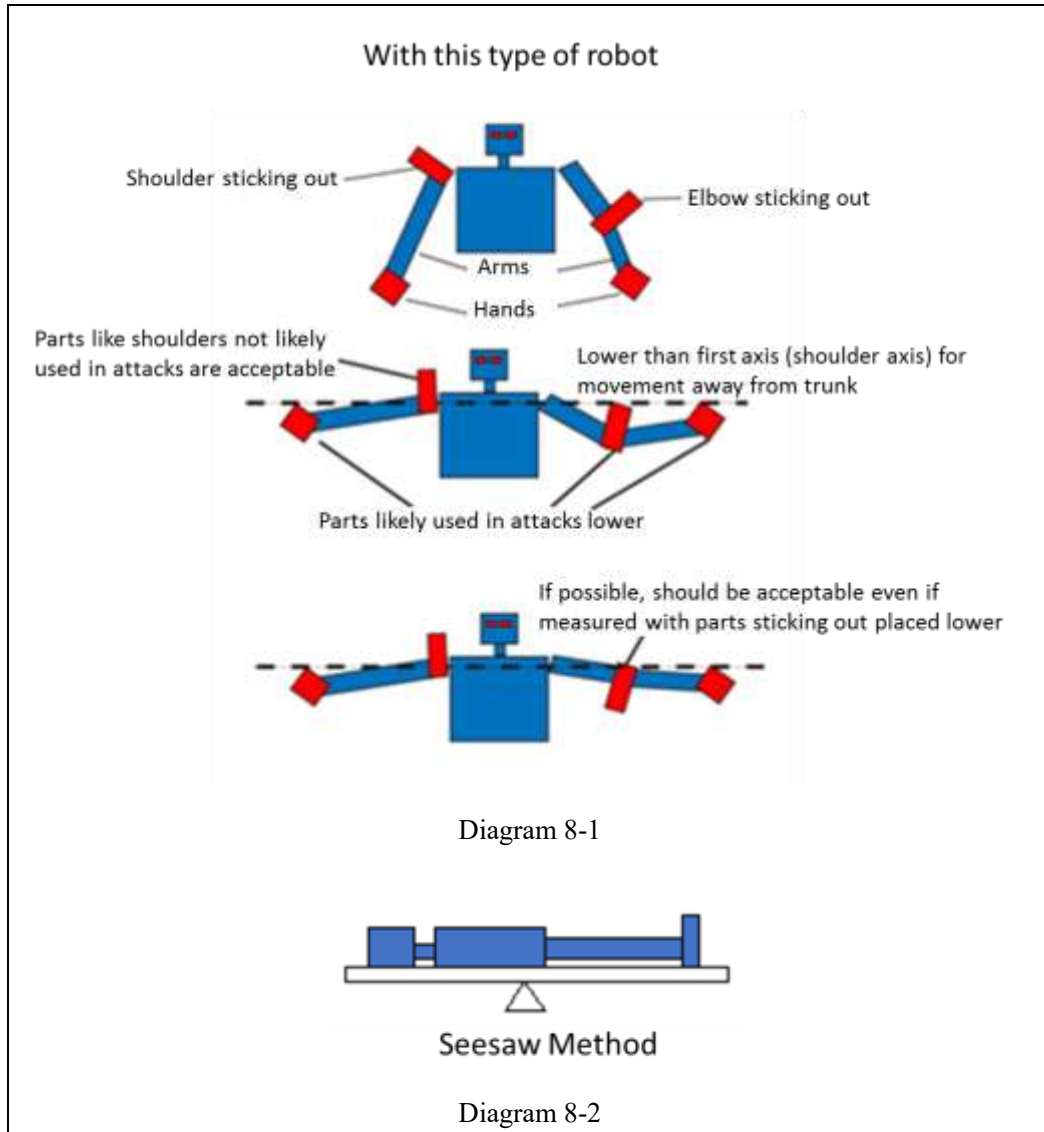 With this type of robot
Shoulder sticking out
Elbow sticking out
Arms
Hands
Parts like shoulders not likely
used in attacks are acceptable
Lower than first axis (shoulder axis) for
movement away from trunk
Parts likely used in attacks lower
If possible, should be acceptable even if
measured with parts sticking out placed lower
Diagram 8-1
Seesaw Method
Diagram 8-2